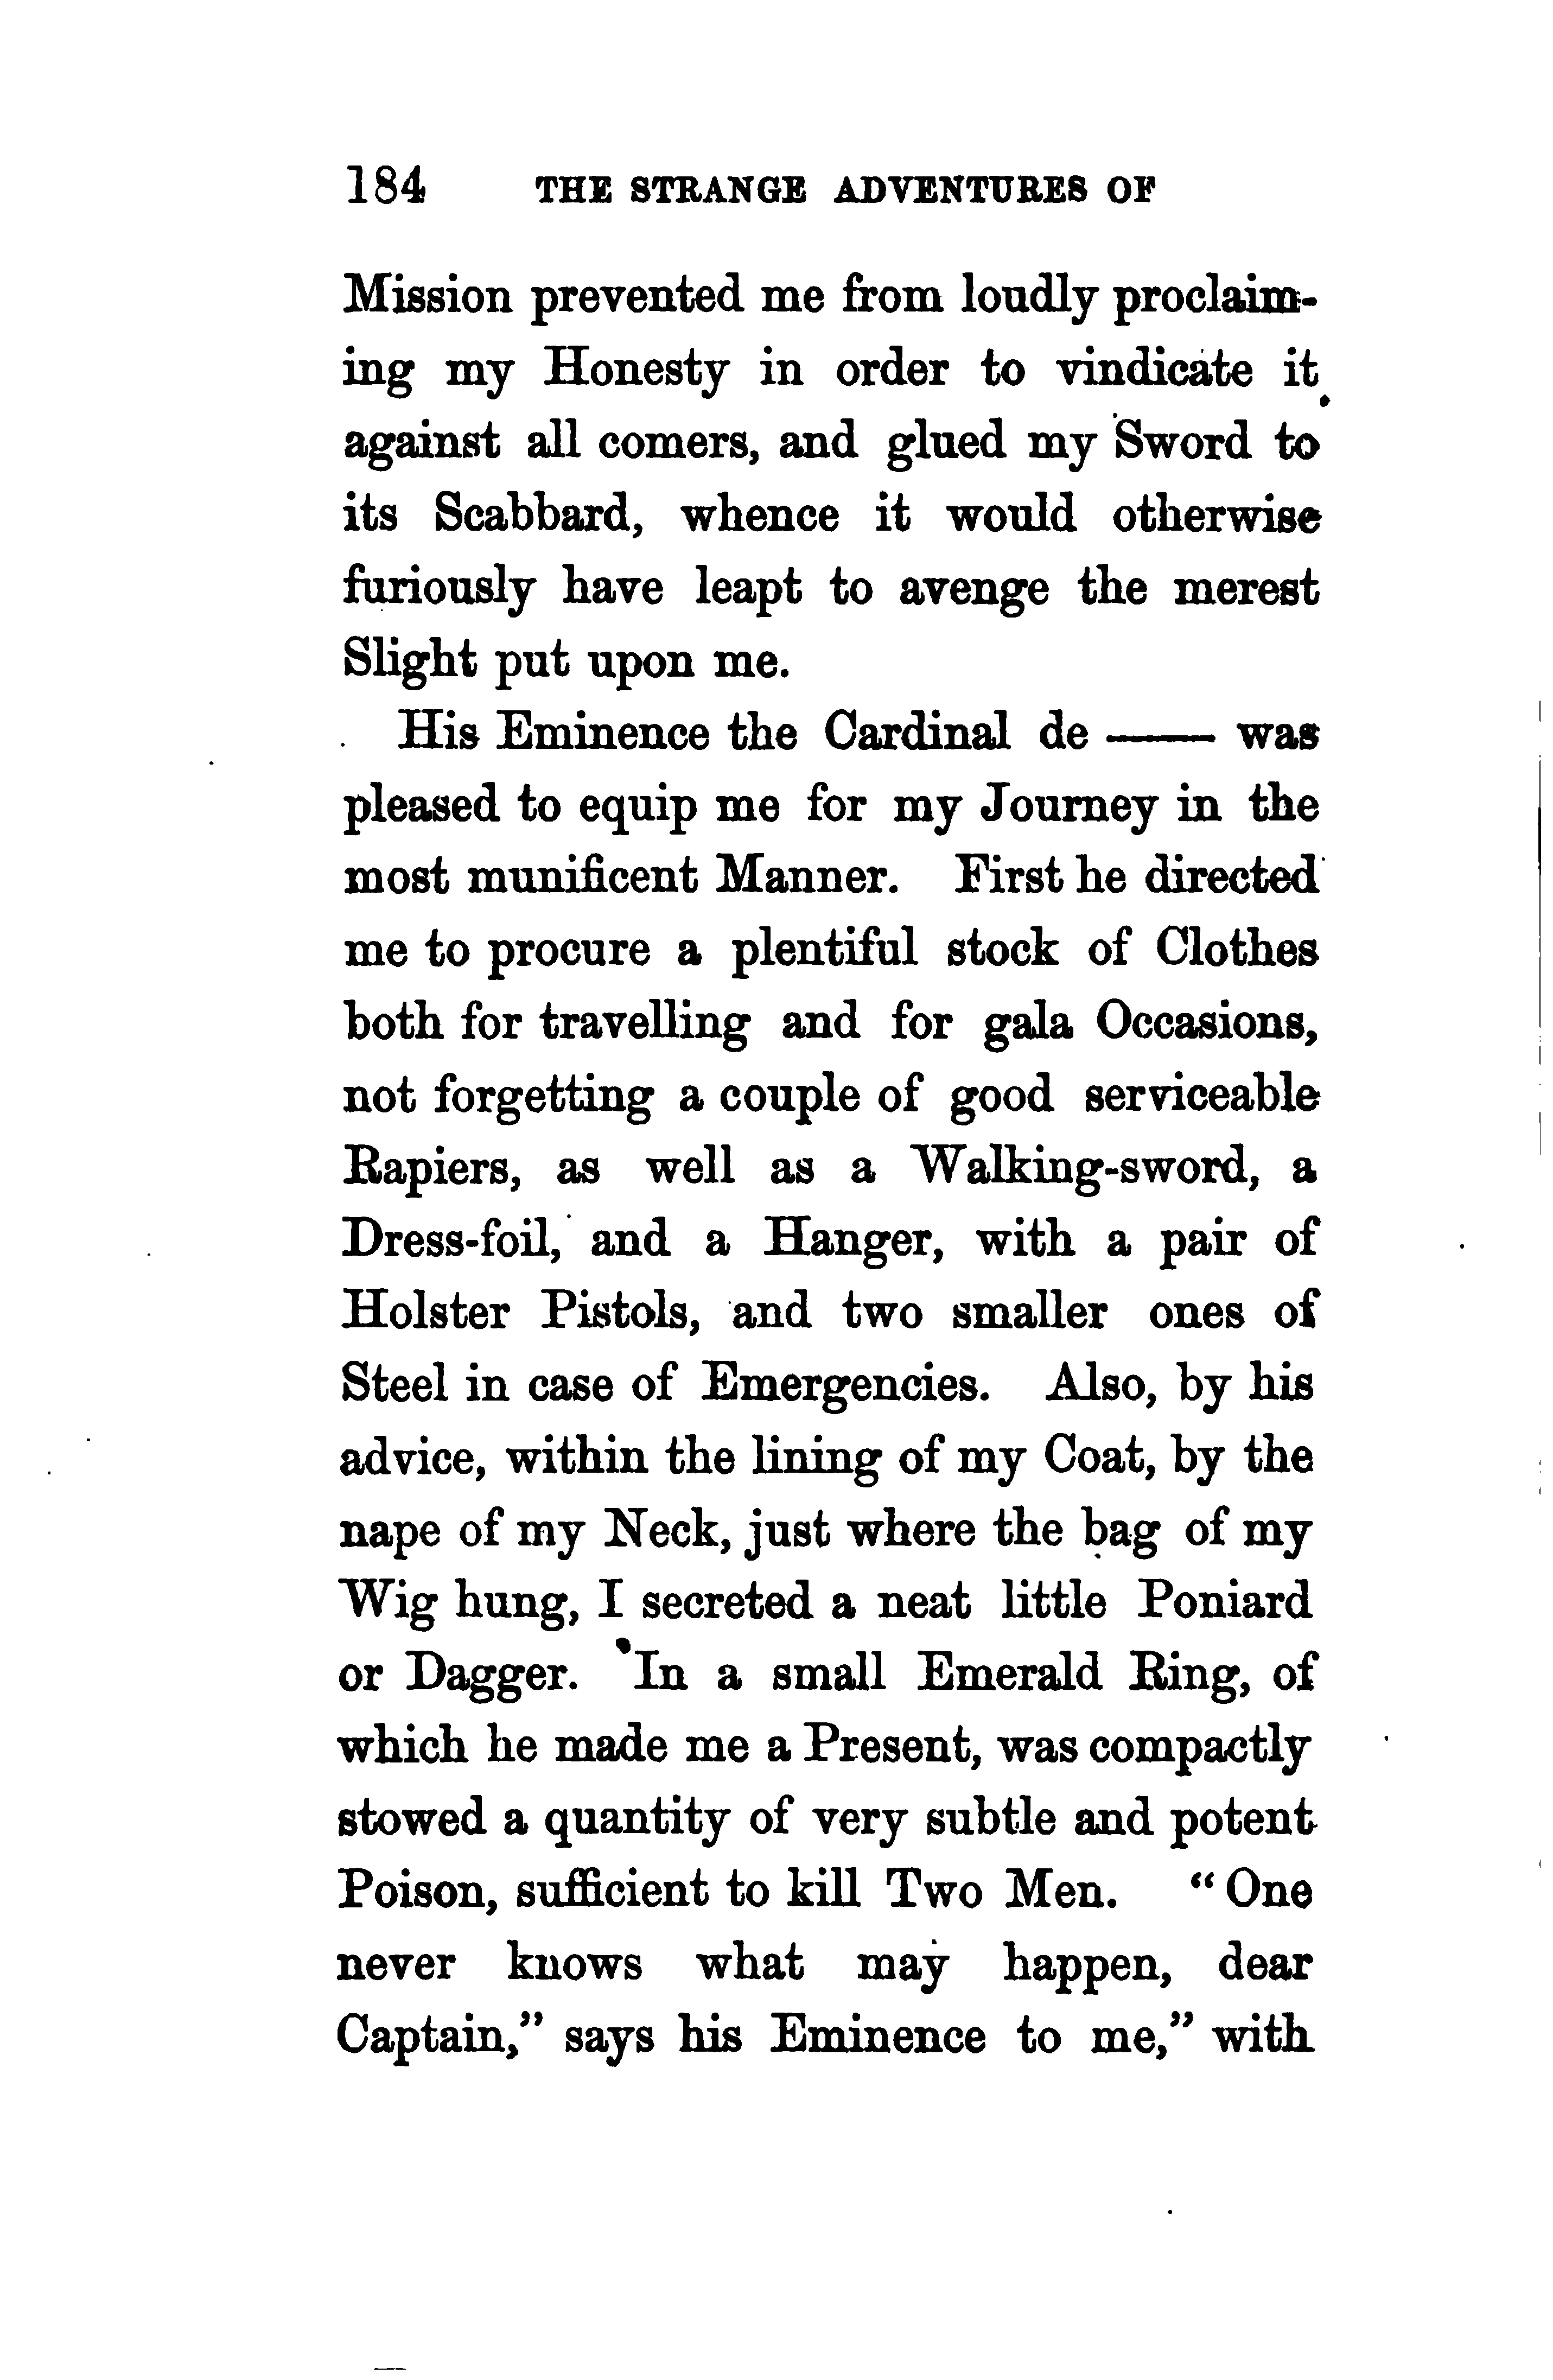 184 THE STRANGE ADVENTURES OF
Mission prevented me from loudly proclaim-
ing my Honesty in order to vindicate it
against all comers, and glued my Sword to
its Scabbard, whence it would otherwise
furiously have leapt to avenge the merest
Slight put upon me.
His Eminence the Cardinal de —— was
pleased to equip me for my Journey in the
most munificent Manner. First he directed
me to procure a plentiful stock of Clothes
both for travelling and for gala Occasions,
not forgetting a couple of good serviceable
Rapiers, as well as a Walking-sword, a
Dress-foil, and a Hanger, with a pair of
Holster Pistols, and two smaller ones of
Steel in case of Emergencies. Also, by his
advice, within the lining of my Coat, by the
nape of my Neck, just where the bag of my
Wig hung, I secreted a neat little Poniard
or Dagger. In a small Emerald Ring, of
which he made me a Present, was compactly
stowed a quantity of very subtle and potent
Poison, sufficient to kill Two Men. “One
never knows what may happen, dear
Captain,” says his Eminence to me,” with